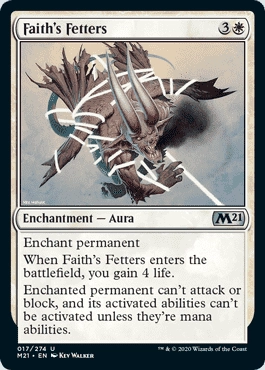 Faith's Fetters 3
Enchantment — Aura M21
Enchant permanent
When Faith's Fetters enters the
battlefield, you gain 4 life.
Enchanted permanent can't attack or
block, and its activated abilities can't
be activated unless they're mana
abilities.
017/274 U
M21 • EN KEV WALKER
™ & © 2020 Wizards of the Coast